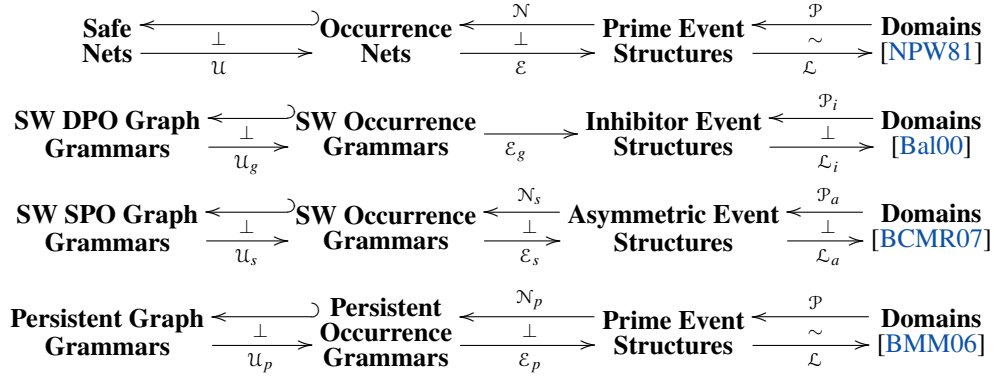 𝒩 𝒫
Safe Occurrence Prime Event Domains
⊥ ⊥ ∼
Nets Nets Structures [NPW81]
𝒰 ℰ ℒ
𝒫i
SW DPO Graph SW Occurrence Inhibitor Event Domains
⊥ ⊥
Grammars Grammars Structures [Bal00]
𝒰g ℰg ℒi
𝒩s 𝒫a
SW SPO Graph SW Occurrence Asymmetric Event Domains
⊥ ⊥ ⊥
Grammars Grammars Structures [BCMR07]
𝒰s ℰs ℒa
𝒩p 𝒫
Persistent Graph Persistent Prime Event Domains
⊥ Occurrence ⊥ ∼
Grammars Grammars Structures [BMM06]
𝒰p ℰp ℒ